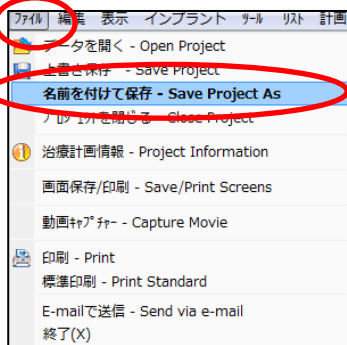 ファイル 編集 表示 インプラント ツール リスト 計画
データを開く - Open Project
上書き保存 - Save Project
名前を付けて保存 - Save Project As
プロジェクトを閉じる - Close Project
治療計画情報 - Project Information
画面保存/印刷 - Save/Print Screens
動画ｷｬﾌﾟﾁｬｰ - Capture Movie
印刷 - Print
標準印刷 - Print Standard
E-mailで送信 - Send via e-mail
終了(X)